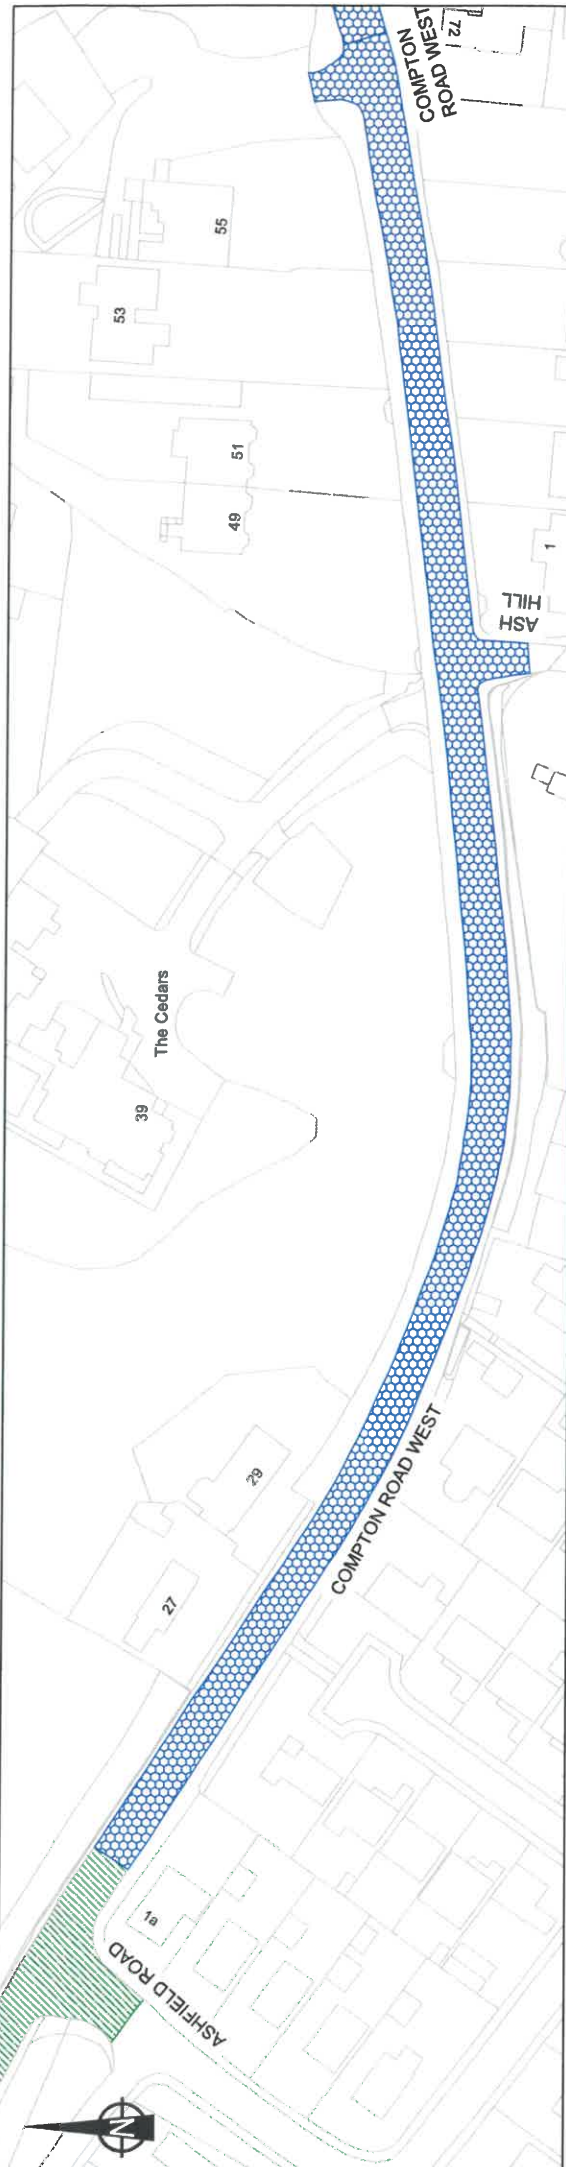 COMPTON
ROAD WEST
72
55
53
51
49
ASH
HILL
1
The Cedars
39
29
COMPTON ROAD WEST
27
1a
ASHFIELD ROAD
N